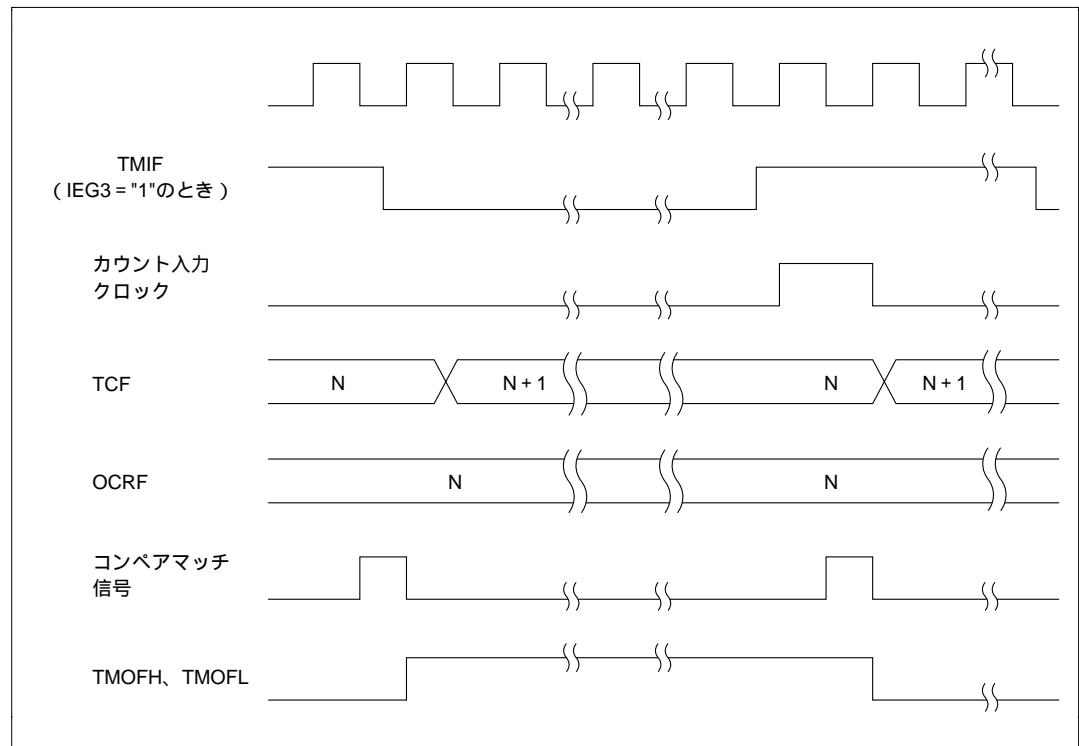 TMIF
( IEG3 = "1"のとき )
カウント入力
クロック
TCF
N
N + 1
N
N + 1
OCRF
N
N
コンペアマッチ
信号
TMOFH、TMOFL